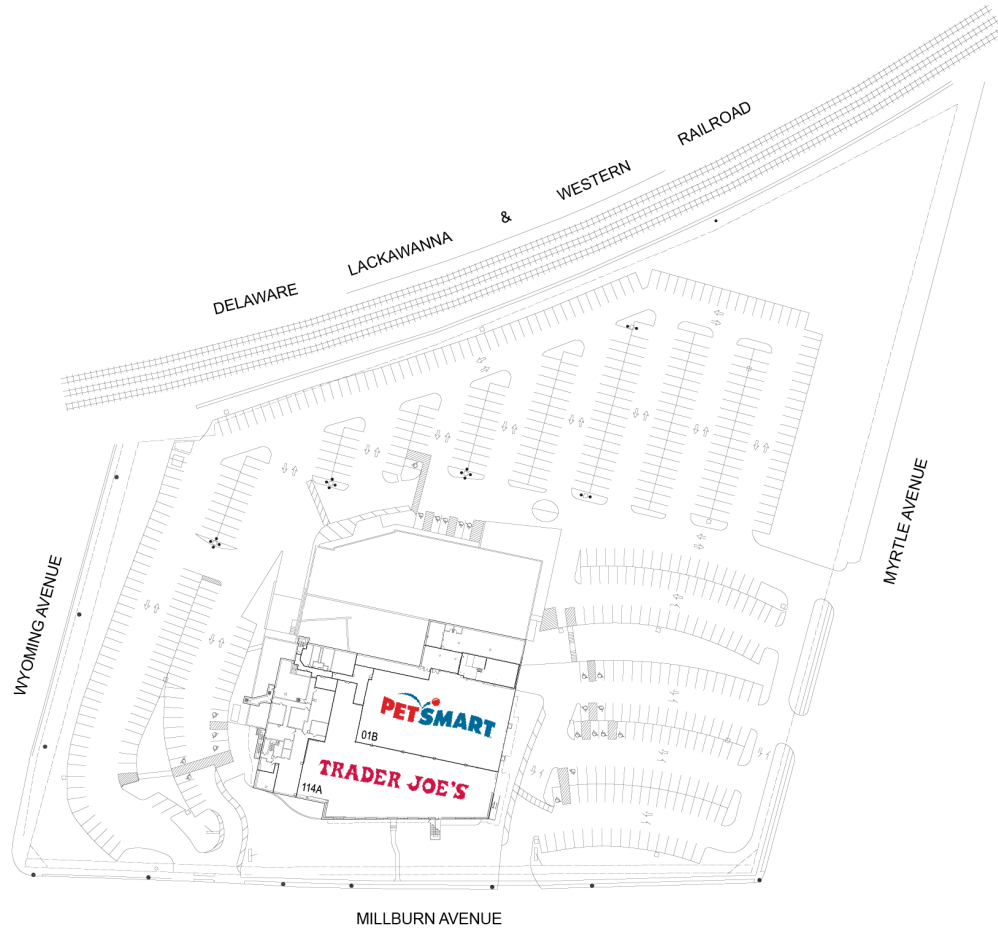 RAILROAD
WESTERN
&
LACKAWANNA
DELAWARE
MYRTLE AVENUE
WYOMING AVENUE
PETSMART
01B
TRADER JOE'S
114A
MILLBURN AVENUE